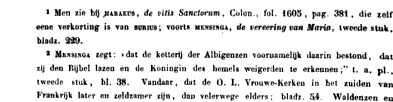 ¹ Men zie bij HARAEUS, de vitis Sanctorum, Colon., fol. 1605, pag. 381, die zelf
eene verkorting is van SURIUS; voorts MENSINGA, de vereering van Maria, tweede stuk,
bladz. 229.
² MENSINGA zegt: »dat de ketterij der Albigenzen voornamelijk daarin bestond, dat
zij den Bijbel lazen en de Koningin des hemels weigerden te erkennen;" t. a. pl.,
tweede stuk, bl. 38. Vandaar, dat de O. L. Vrouwe-Kerken in het zuiden van
Frankrijk later en zeldzamer zijn, dan velerwege elders; bladz. 54. Waldenzen en